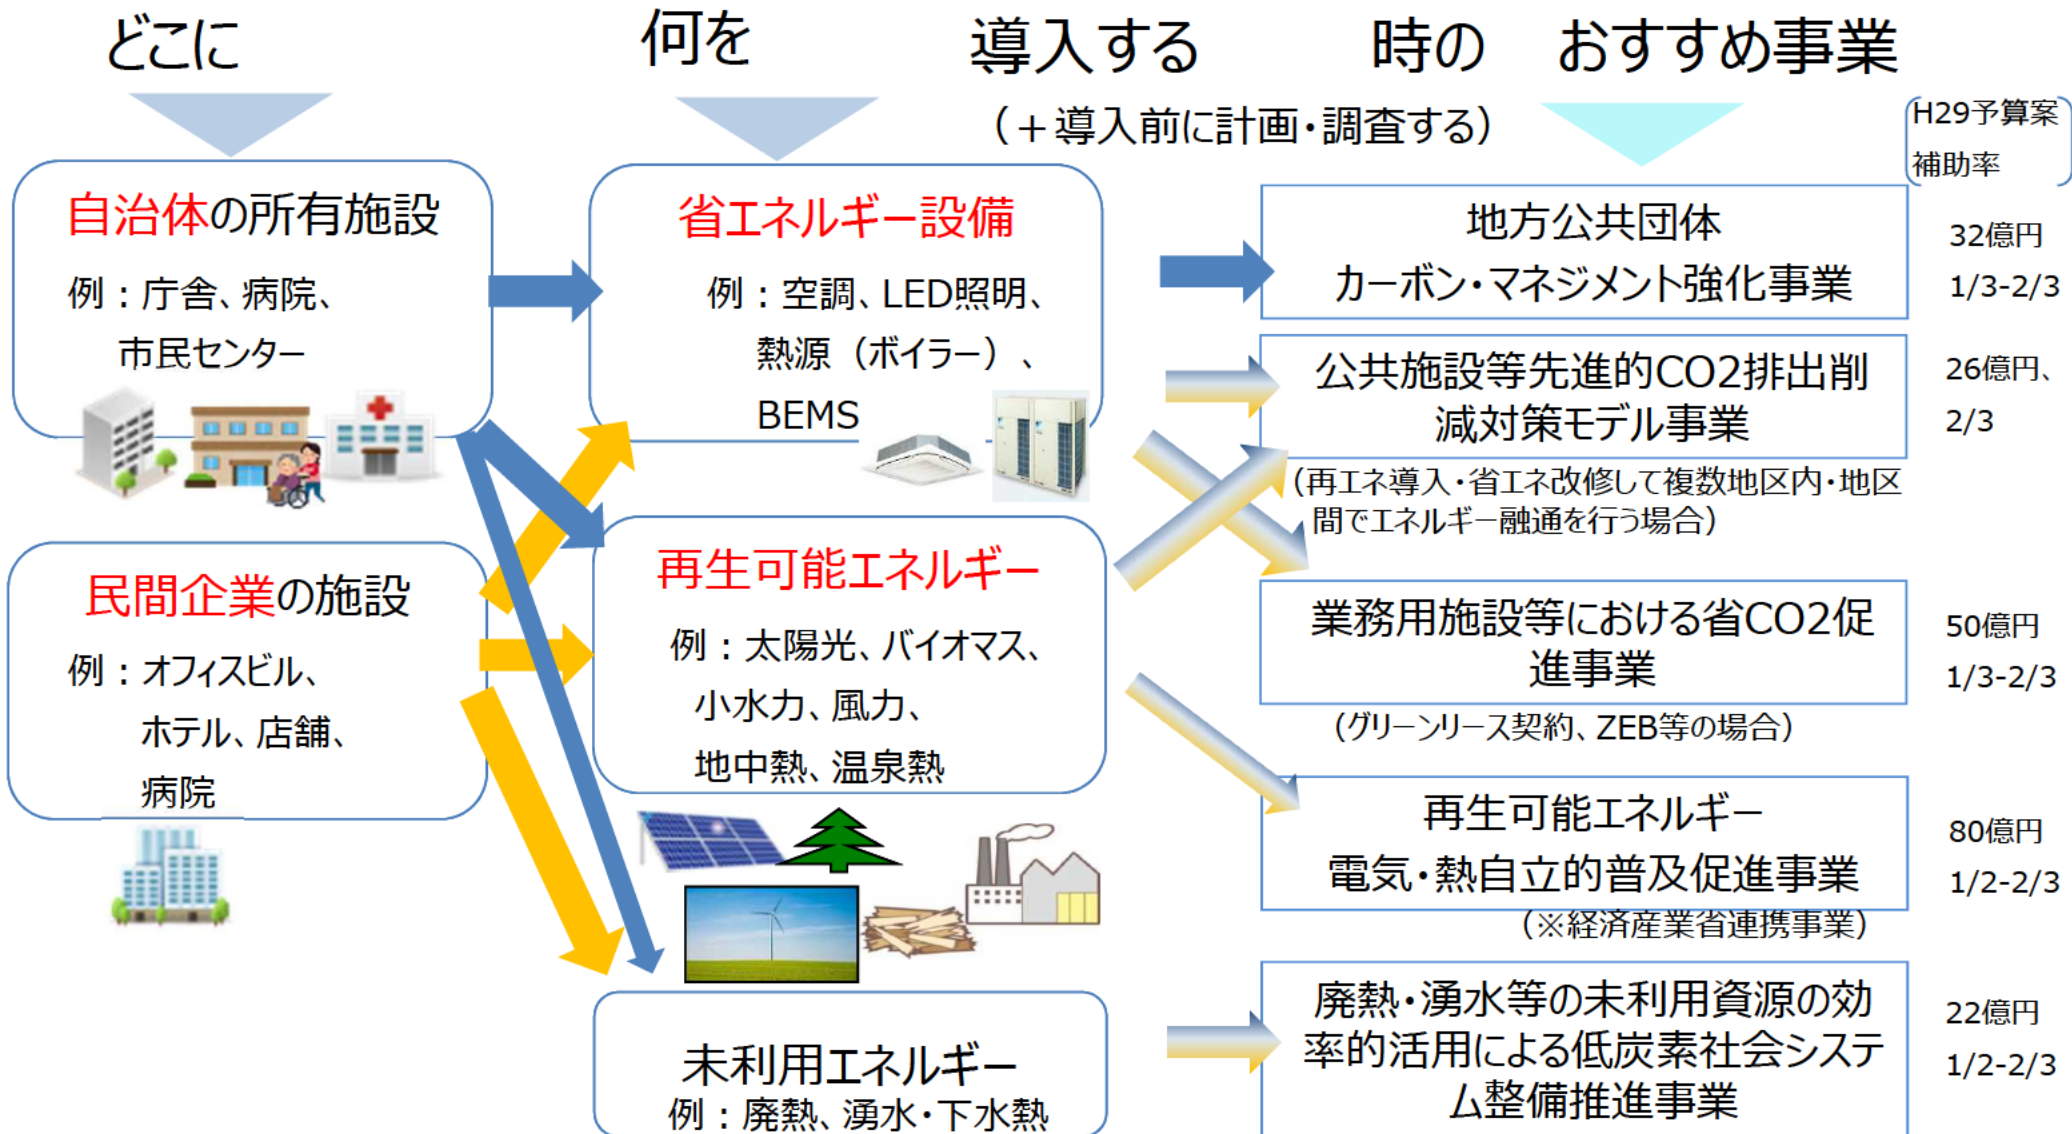 どこに
何を
導入する
時の
おすすめ事業
(+導入前に計画・調査する)
H29予算案
補助率
自治体の所有施設
例:庁舎、病院、
市民センター
民間企業の施設
例:オフィスビル、
ホテル、店舗、
病院
省エネルギー設備
例:空調、LED照明、
熱源(ボイラー)、
BEMS
再生可能エネルギー
例:太陽光、バイオマス、
小水力、風力、
地中熱、温泉熱
未利用エネルギー
例:廃熱、湧水・下水熱
地方公共団体
カーボン・マネジメント強化事業
32億円
1/3-2/3
公共施設等先進的CO2排出削
減対策モデル事業
26億円、
2/3
(再エネ導入・省エネ改修して複数地区内・地区
間でエネルギー融通を行う場合)
業務用施設等における省CO2促
進事業
50億円
1/3-2/3
(グリーンリース契約、ZEB等の場合)
再生可能エネルギー
電気・熱自立的普及促進事業
80億円
1/2-2/3
(※経済産業省連携事業)
廃熱・湧水等の未利用資源の効
率的活用による低炭素社会システ
ム整備推進事業
22億円
1/2-2/3